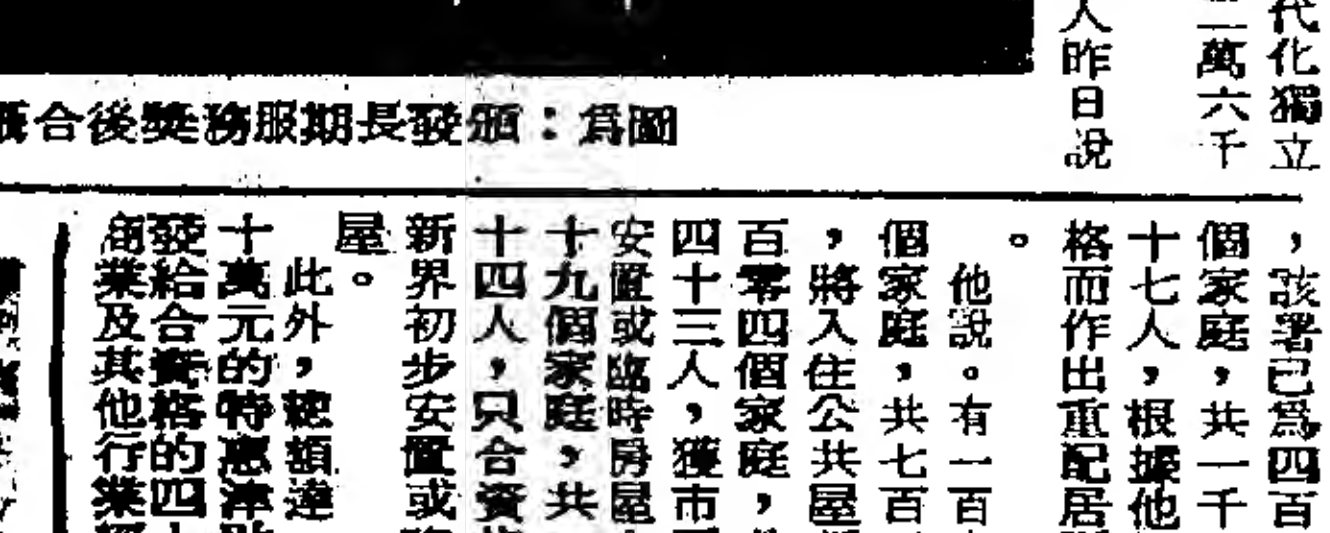 代化獨立
二萬六千
人昨日說
圖爲：頒發長期服務獎後合
，該署已爲四百
個家庭，共一千
十七人，根據他
格而作出重配居
。
他說。有一百
個家庭，共七百
，將入住公共屋
百零四個家庭，
四十三人，獲市
安置或臨時房屋
十九個家庭，共
十四人，只合資
新界初步安置或
屋。
此外，總額達
十萬元的特惠津
發給合資格的四
商業及其他行業